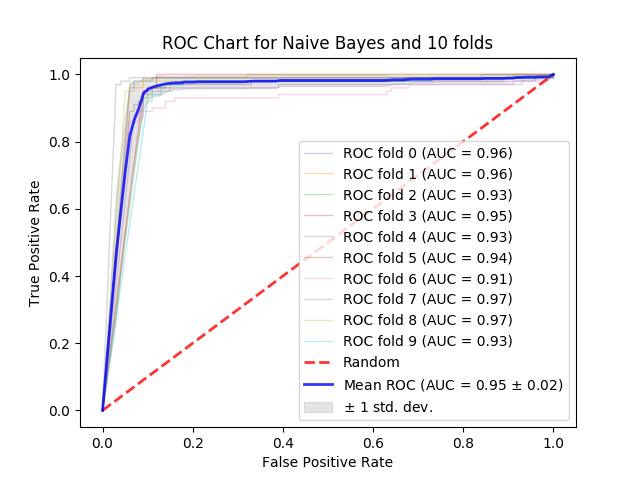 ROC Chart for Naive Bayes and 10 folds
True Positive Rate
1.0
0.8
0.6
0.4
0.2
0.0
ROC fold 0 (AUC = 0.96)
ROC fold 1 (AUC = 0.96)
ROC fold 2 (AUC = 0.93)
ROC fold 3 (AUC = 0.95)
ROC fold 4 (AUC = 0.93)
ROC fold 5 (AUC = 0.94)
ROC fold 6 (AUC = 0.91)
ROC fold 7 (AUC = 0.97)
ROC fold 8 (AUC = 0.97)
ROC fold 9 (AUC = 0.93)
Random
Mean ROC (AUC = 0.95 ± 0.02)
± 1 std. dev.
0.0 0.2 0.4 0.6 0.8 1.0
False Positive Rate